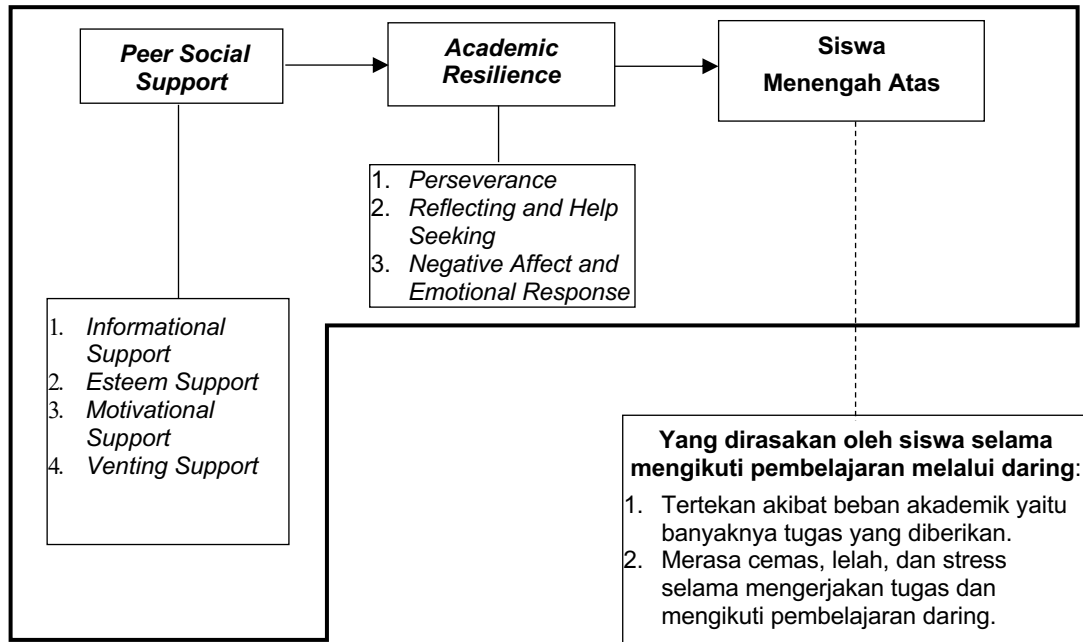 Peer Social
Support
Academic
Resilience
Siswa
Menengah Atas
1. Perseverance
2. Reflecting and Help
Seeking
3. Negative Affect and
Emotional Response
1. Informational
Support
2. Esteem Support
3. Motivational
Support
4. Venting Support
Yang dirasakan oleh siswa selama
mengikuti pembelajaran melalui daring:
1. Tertekan akibat beban akademik yaitu
banyaknya tugas yang diberikan.
2. Merasa cemas, lelah, dan stress
selama mengerjakan tugas dan
mengikuti pembelajaran daring.